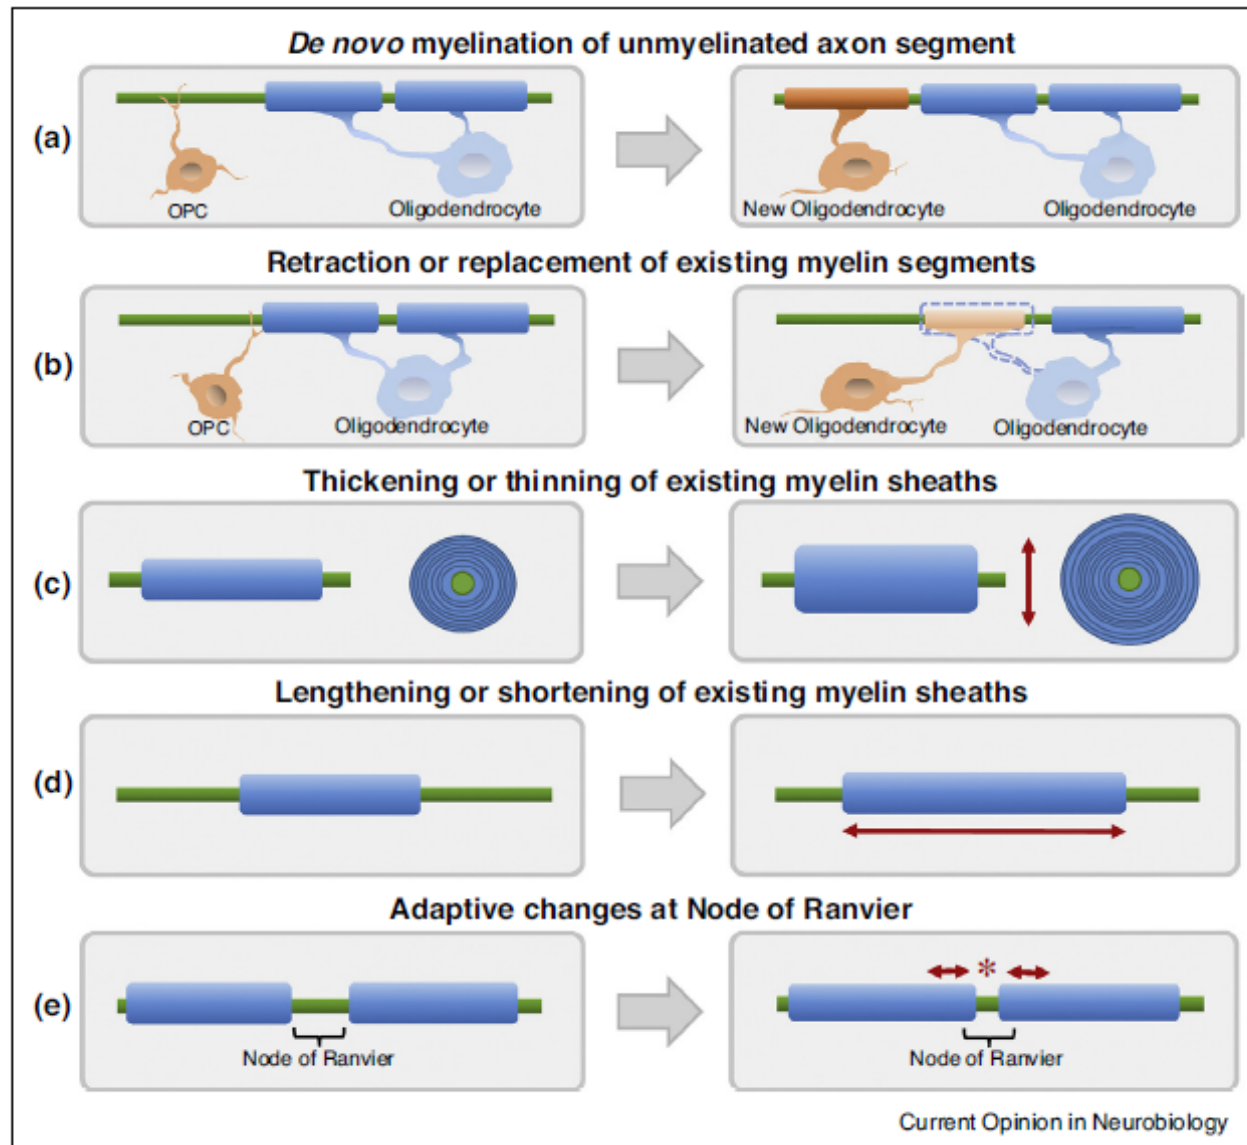 De novo myelination of unmyelinated axon segment
(a)
OPC
Oligodendrocyte
New Oligodendrocyte
Oligodendrocyte
Retraction or replacement of existing myelin segments
(b)
OPC
Oligodendrocyte
New Oligodendrocyte
Oligodendrocyte
Thickening or thinning of existing myelin sheaths
(c)
Lengthening or shortening of existing myelin sheaths
(d)
Adaptive changes at Node of Ranvier
*
(e)
Node of Ranvier
Node of Ranvier
Current Opinion in Neurobiology